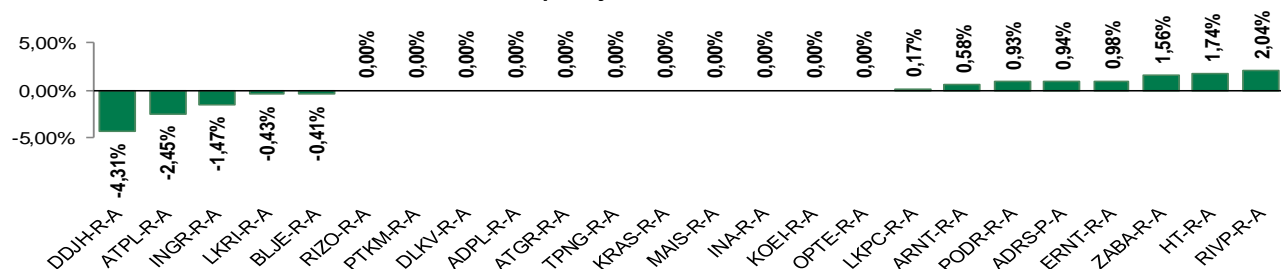 5,00%
0,00%
-5,00%
-4,31%
-2,45%
-1,47%
-0,43%
-0,41%
0,00%
0,00%
0,00%
0,00%
0,00%
0,00%
0,00%
0,00%
0,00%
0,00%
0,00%
0,17%
0,58%
0,93%
0,94%
0,98%
1,56%
1,74%
2,04%
DDJH-R-A
ATPL-R-A
INGR-R-A
LKRI-R-A
BLJE-R-A
RIZO-R-A
PTKM-R-A
DLKV-R-A
ADPL-R-A
ATGR-R-A
TPNG-R-A
KRAS-R-A
MAIS-R-A
INA-R-A
KOEI-R-A
OPTE-R-A
LKPC-R-A
ARNT-R-A
PODR-R-A
ADRS-P-A
ERNT-R-A
ZABA-R-A
HT-R-A
RIVP-R-A